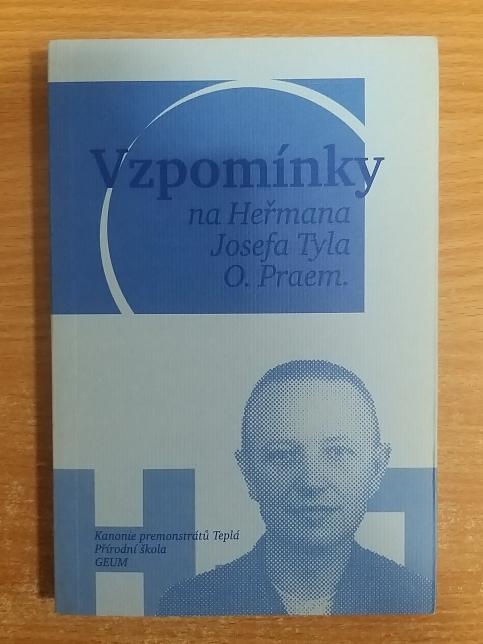 Vzpomínky
na Heřmana
Josefa Tyla
O. Praem.
Kanonie premonstrátů Teplá
Přírodní škola
GEUM